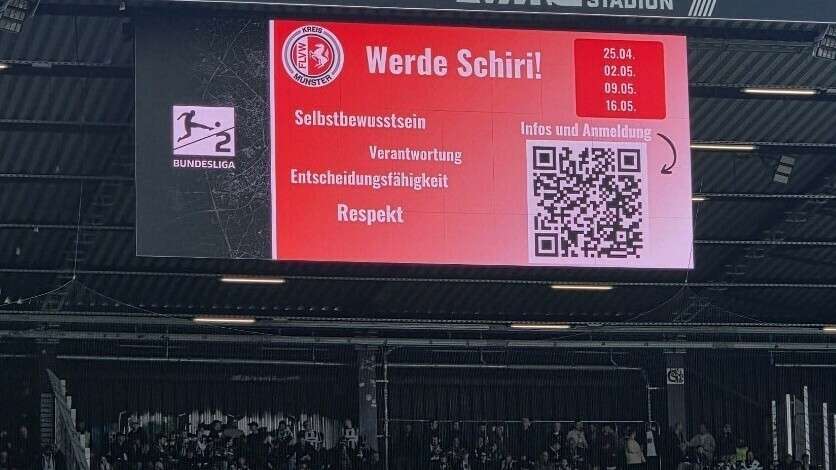 STADION
KREIS
FLVW
MÜNSTER
Werde Schiri!
25.04.
02.05.
09.05.
16.05.
Selbstbewusstsein
Infos und Anmeldung
Verantwortung
Entscheidungsfähigkeit
Respekt
2
BUNDESLIGA